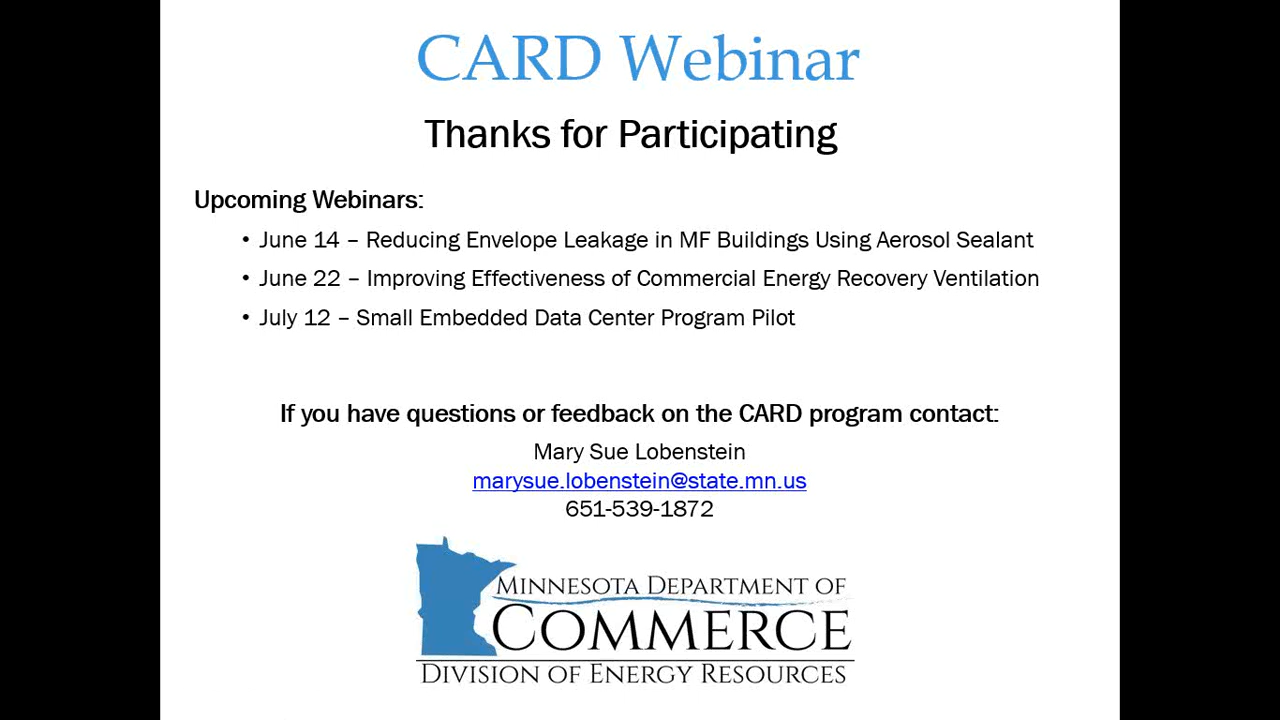 CARD Webinar
Thanks for Participating
Upcoming Webinars:
• June 14 – Reducing Envelope Leakage in MF Buildings Using Aerosol Sealant
• June 22 – Improving Effectiveness of Commercial Energy Recovery Ventilation
• July 12 – Small Embedded Data Center Program Pilot
If you have questions or feedback on the CARD program contact:
Mary Sue Lobenstein
marysue.lobenstein@state.mn.us
651-539-1872
MINNESOTA DEPARTMENT OF
COMMERCE
DIVISION OF ENERGY RESOURCES